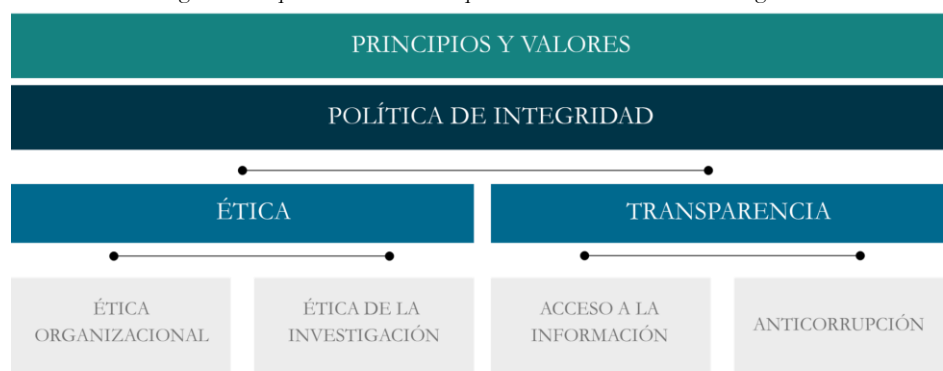 PRINCIPIOS Y VALORES
POLÍTICA DE INTEGRIDAD
ÉTICA
TRANSPARENCIA
ÉTICA
ORGANIZACIONAL
ÉTICA DE LA
INVESTIGACIÓN
ACCESO A LA
INFORMACIÓN
ANTICORRUPCIÓN